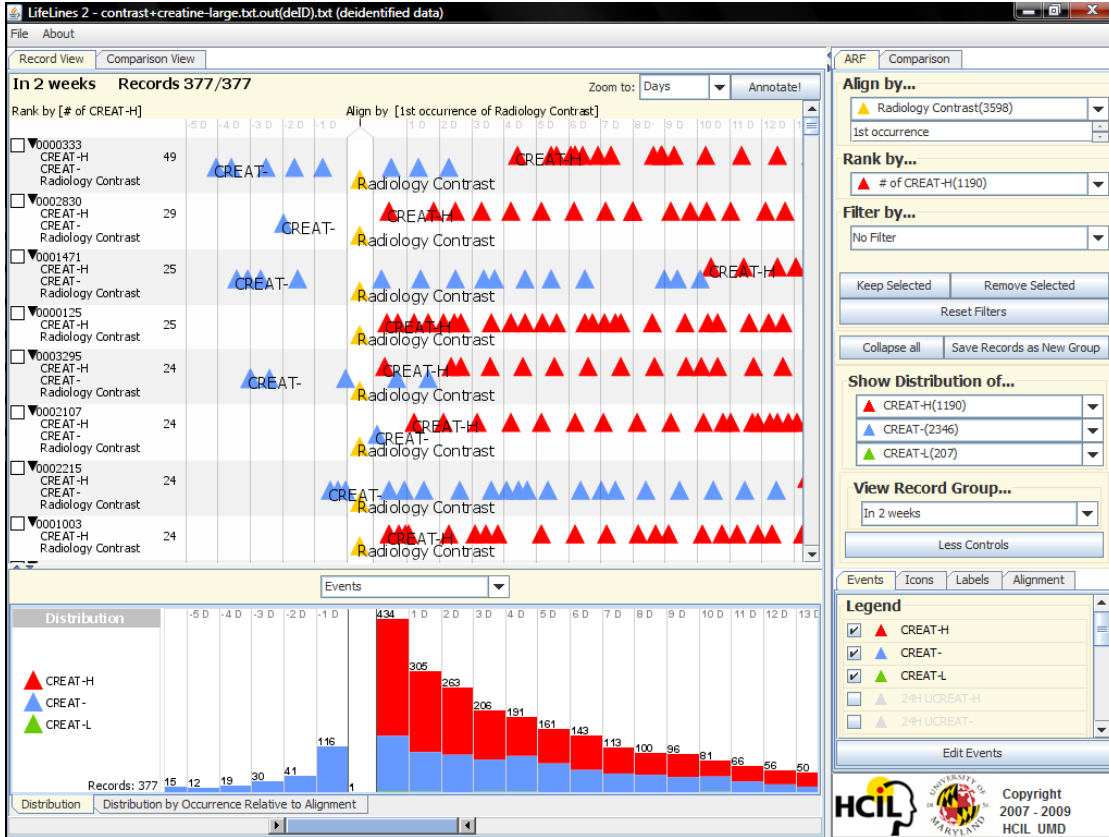 LifeLines 2 - contrast+creatine-large.txt.out(deID).txt (deidentified data)
File About
Record View Comparison View
In 2 weeks Records 377/377
Zoom to: Days Annotate!
Rank by [# of CREAT-H] Align by [1st occurrence of Radiology Contrast]
-5 D -4 D -3 D -2 D -1 D 1 D 2 D 3 D 4 D 5 D 6 D 7 D 8 D 9 D 10 D 11 D 12 D
0000333
CREAT-H 49 CREAT-H
CREAT- CREAT-
Radiology Contrast Radiology Contrast
0002830
CREAT-H 29 CREAT-H
CREAT- CREAT-
Radiology Contrast Radiology Contrast
0001471
CREAT-H 25 CREAT-H
CREAT- CREAT-
Radiology Contrast Radiology Contrast
0000125
CREAT-H 25 CREAT-H
Radiology Contrast Radiology Contrast
0003295
CREAT-H 24 CREAT-H
CREAT- CREAT-
Radiology Contrast Radiology Contrast
0002107
CREAT-H 24 CREAT-H
CREAT- CREAT-
Radiology Contrast Radiology Contrast
0002215
CREAT-H 24
CREAT- CREAT-
Radiology Contrast Radiology Contrast
0001003
CREAT-H 24 CREAT-H
Radiology Contrast Radiology Contrast
Events
Distribution
-5 D -4 D -3 D -2 D -1 D 1 D 2 D 3 D 4 D 5 D 6 D 7 D 8 D 9 D 10 D 11 D 12 D 13 D
CREAT-H
CREAT-
CREAT-L
Records: 377 15 12 19 30 41 116 1 434 305 263 206 191 161 143 113 100 96 81 66 56 50
Distribution Distribution by Occurrence Relative to Alignment
ARF Comparison
Align by...
Radiology Contrast(3598)
1st occurrence
Rank by...
# of CREAT-H(1190)
Filter by...
No Filter
Keep Selected Remove Selected
Reset Filters
Collapse all Save Records as New Group
Show Distribution of...
CREAT-H(1190)
CREAT-(2346)
CREAT-L(207)
View Record Group...
In 2 weeks
Less Controls
Events Icons Labels Alignment
Legend
CREAT-H
CREAT-
CREAT-L
24H UCREAT-H
24H UCREAT-
Edit Events
HCIL
UNIVERSITY OF
MARYLAND
18 56
Copyright
2007 - 2009
HCIL UMD